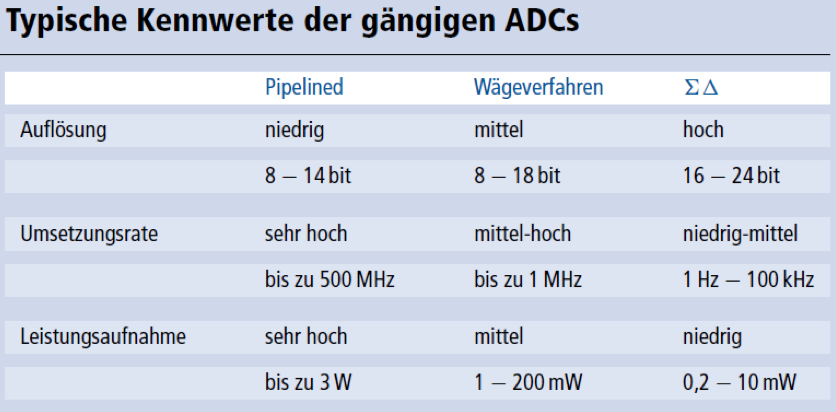 Typische Kennwerte der gängigen ADCs
Pipelined Wägeverfahren Σ Δ
Auflösung niedrig mittel hoch
8 – 14 bit 8 – 18 bit 16 – 24 bit
Umsetzungsrate sehr hoch mittel-hoch niedrig-mittel
bis zu 500 MHz bis zu 1 MHz 1 Hz – 100 kHz
Leistungsaufnahme sehr hoch mittel niedrig
bis zu 3 W 1 – 200 mW 0,2 – 10 mW